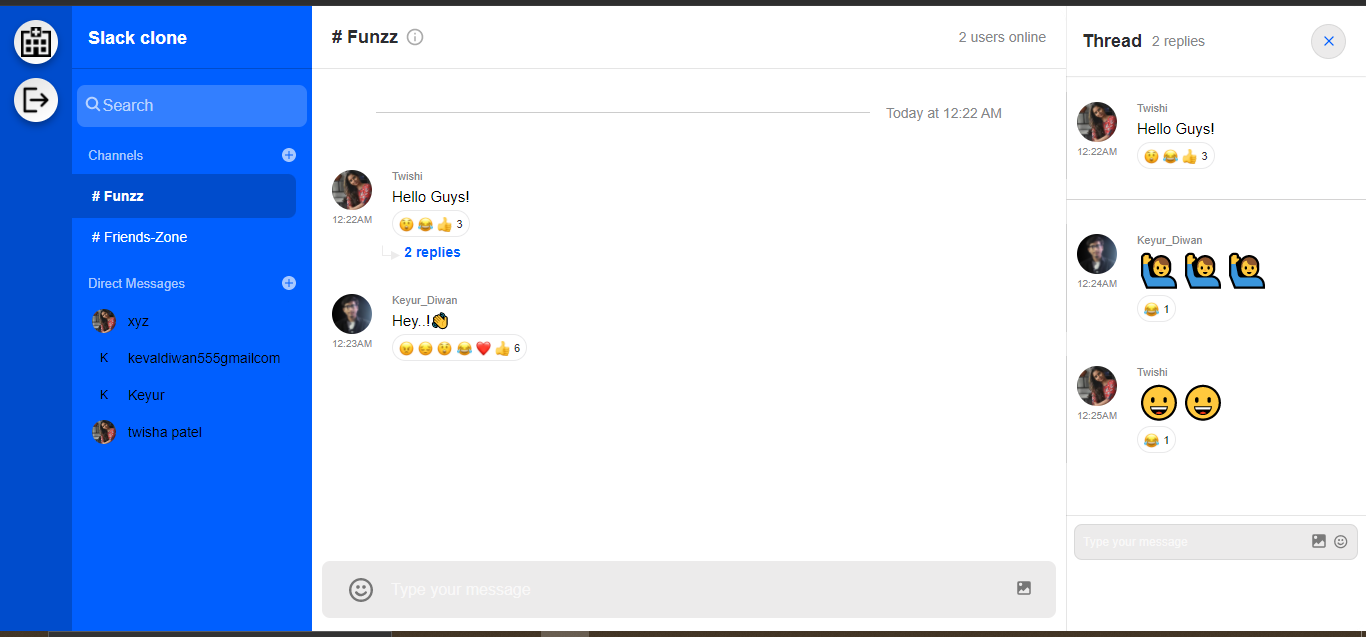 Slack clone
Search
Channels
# Funzz
# Friends-Zone
Direct Messages
xyz
K kevaldiwan555gmailcom
K Keyur
twisha patel
# Funzz
2 users online
Today at 12:22 AM
Twishi
Hello Guys!
12:22AM
😲 😂 👍 3
2 replies
Keyur_Diwan
Hey..!👏
12:23AM
😠 😔 😲 😂 ❤️ 👍 6
Type your message
Thread 2 replies
Twishi
Hello Guys!
12:22AM
😲 😂 👍 3
Keyur_Diwan
🙋‍♂️ 🙋‍♂️ 🙋‍♂️
12:24AM
😂 1
Twishi
😀 😀
12:25AM
😂 1
Type your message